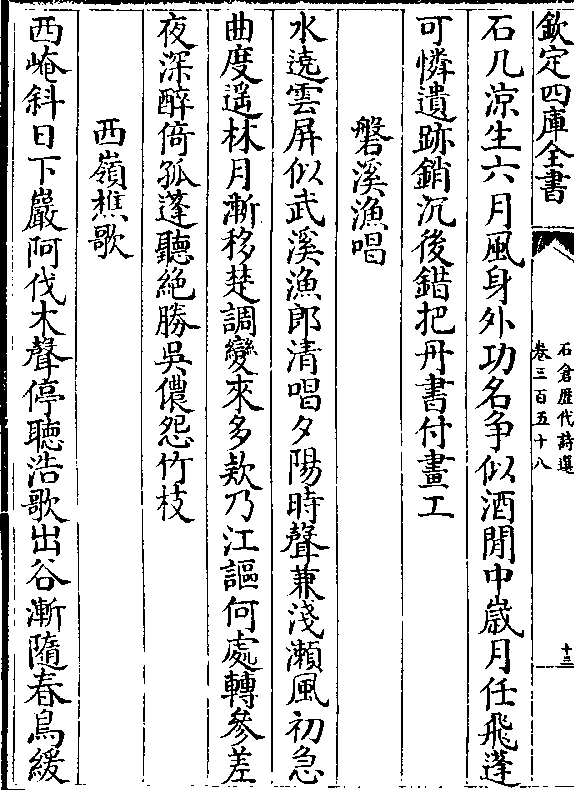 欽定四庫全書
石倉歷代詩選
卷三百五十八
十三
石几涼生六月風身外功名爭似酒閒中歲月任飛蓬
可憐遺跡銷沉後錯把丹書付畫工
磐溪漁唱
水遶雲屏似武溪漁郎清唱夕陽時聲兼淺瀨風初急
曲度遥林月漸移楚調變來多欸乃江謳何處轉參差
夜深醉倚孤蓬聽絶勝吳儂怨竹枝
西嶺樵歌
西崦斜日下巖阿伐木聲停聽浩歌出谷漸隨春鳥緩